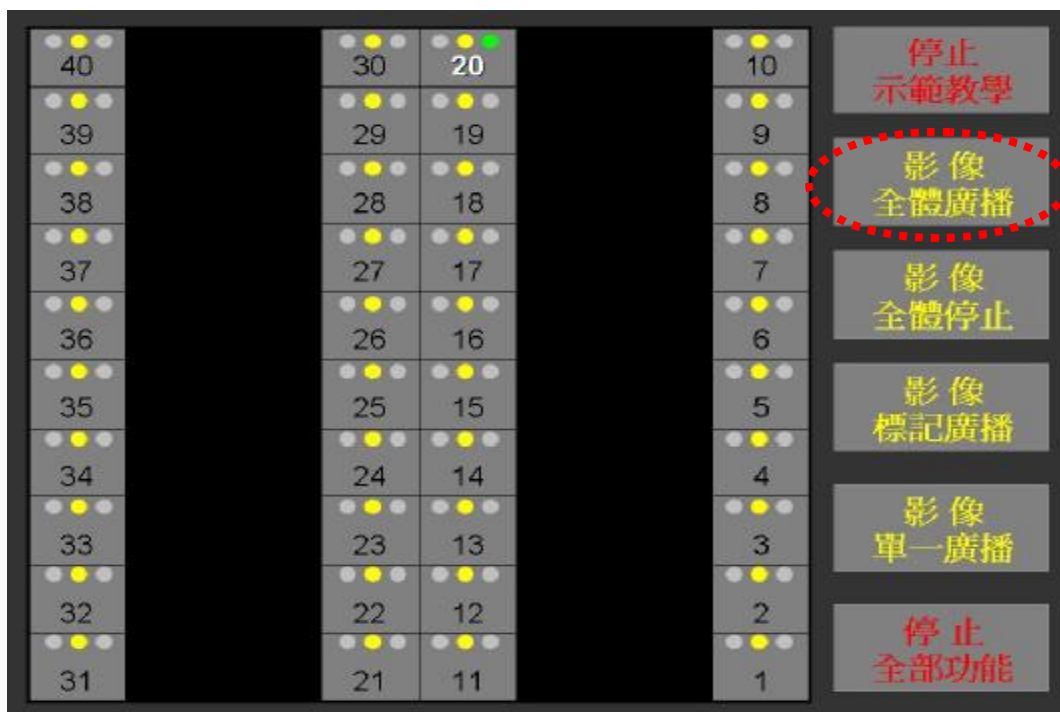 40 30 20 10
39 29 19 9
38 28 18 8
37 27 17 7
36 26 16 6
35 25 15 5
34 24 14 4
33 23 13 3
32 22 12 2
31 21 11 1
停止
示範教學
影 像
全體廣播
影 像
全體停止
影 像
標記廣播
影 像
單一廣播
停 止
全部功能